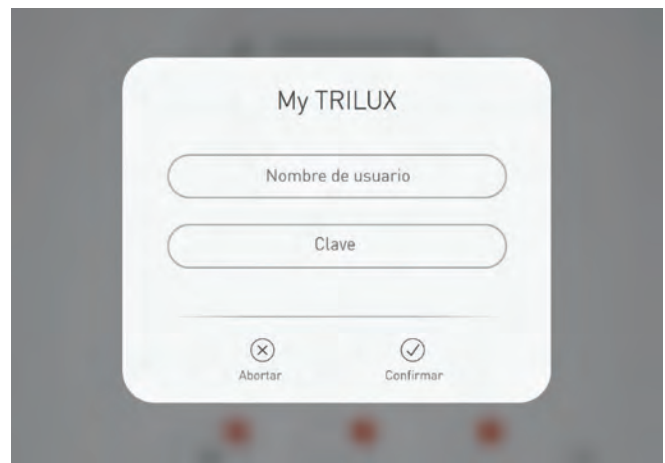 My TRILUX
Nombre de usuario
Clave
Abortar
Confirmar